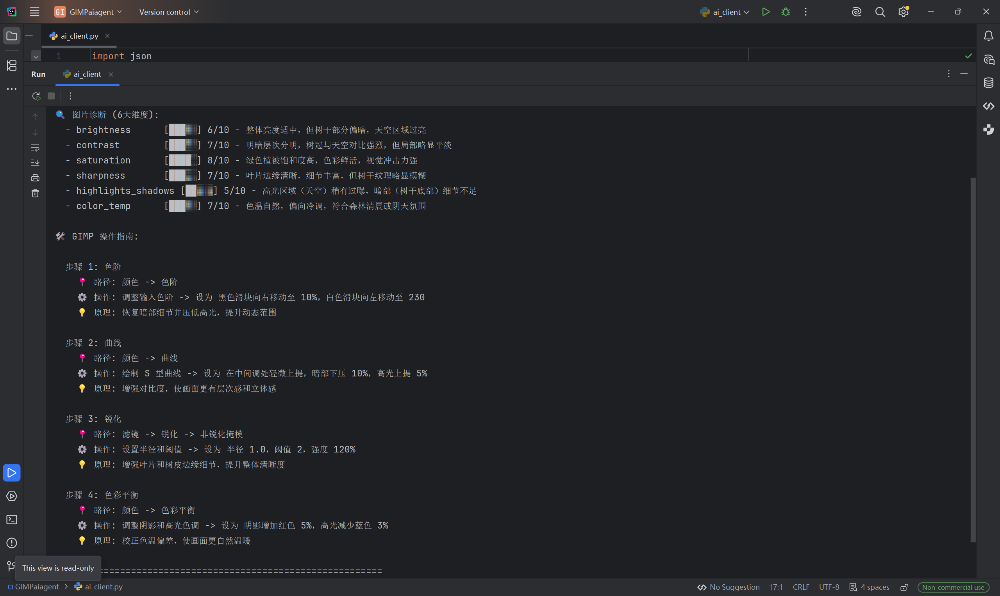 GI GIMPaiagent Version control ai_client
ai_client.py
1 import json
Run ai_client
🔍 图片诊断 (6大维度):
- brightness [███▒▒] 6/10 - 整体亮度适中，但树干部分偏暗，天空区域过亮
- contrast [███▒▒] 7/10 - 明暗层次分明，树冠与天空对比强烈，但局部略显平淡
- saturation [████▒] 8/10 - 绿色植被饱和度高，色彩鲜活，视觉冲击力强
- sharpness [███▒▒] 7/10 - 叶片边缘清晰，细节丰富，但树干纹理略显模糊
- highlights_shadows [██▒▒▒] 5/10 - 高光区域（天空）稍有过曝，暗部（树干底部）细节不足
- color_temp [███▒▒] 7/10 - 色温自然，偏向冷调，符合森林清晨或阴天氛围
🛠 GIMP 操作指南:
步骤 1: 色阶
📍 路径: 颜色 -> 色阶
⚙ 操作: 调整输入色阶 -> 设为 黑色滑块向右移动至 10%，白色滑块向左移动至 230
💡 原理: 恢复暗部细节并压低高光，提升动态范围
步骤 2: 曲线
📍 路径: 颜色 -> 曲线
⚙ 操作: 绘制 S 型曲线 -> 设为 在中间调处轻微上提，暗部下压 10%，高光上提 5%
💡 原理: 增强对比度，使画面更有层次感和立体感
步骤 3: 锐化
📍 路径: 滤镜 -> 锐化 -> 非锐化掩模
⚙ 操作: 设置半径和阈值 -> 设为 半径 1.0，阈值 2，强度 120%
💡 原理: 增强叶片和树皮边缘细节，提升整体清晰度
步骤 4: 色彩平衡
📍 路径: 颜色 -> 色彩平衡
⚙ 操作: 调整阴影和高光色调 -> 设为 阴影增加红色 5%，高光减少蓝色 3%
💡 原理: 校正色温偏差，使画面更自然温暖
This view is read-only ====================================================
GIMPaiagent > ai_client.py No Suggestion 17:1 CRLF UTF-8 4 spaces Non-commercial use